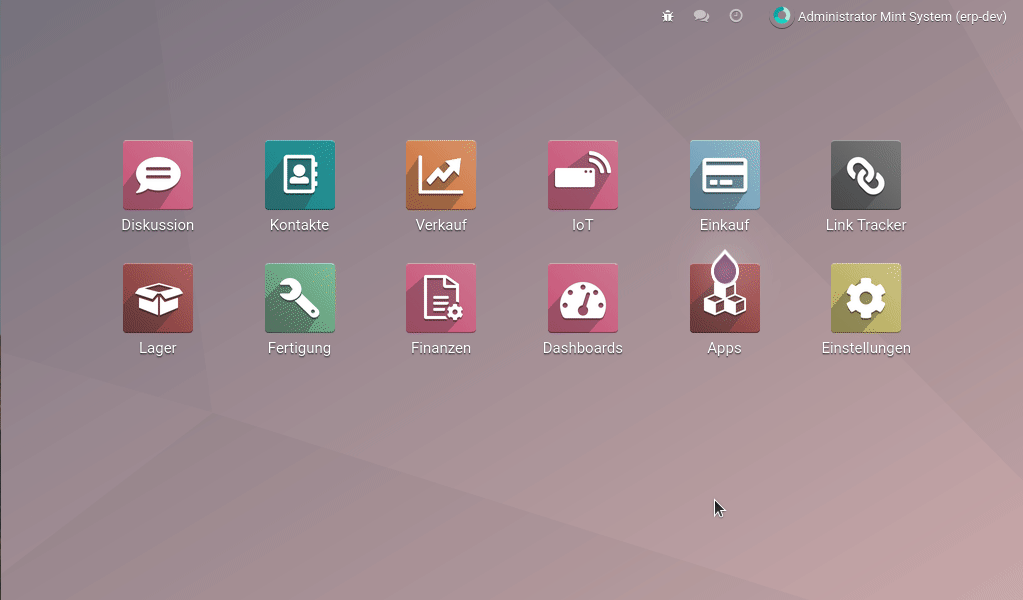 Administrator Mint System (erp-dev)
Diskussion
Kontakte
Verkauf
IoT
Einkauf
Link Tracker
Lager
Fertigung
Finanzen
Dashboards
Apps
Einstellungen